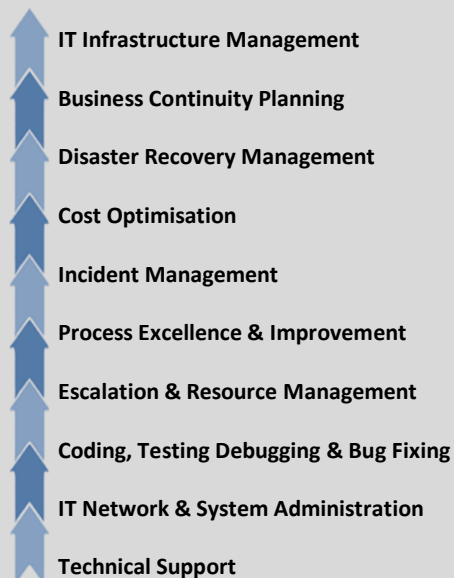 IT Infrastructure Management
Business Continuity Planning
Disaster Recovery Management
Cost Optimisation
Incident Management
Process Excellence & Improvement
Escalation & Resource Management
Coding, Testing Debugging & Bug Fixing
IT Network & System Administration
Technical Support